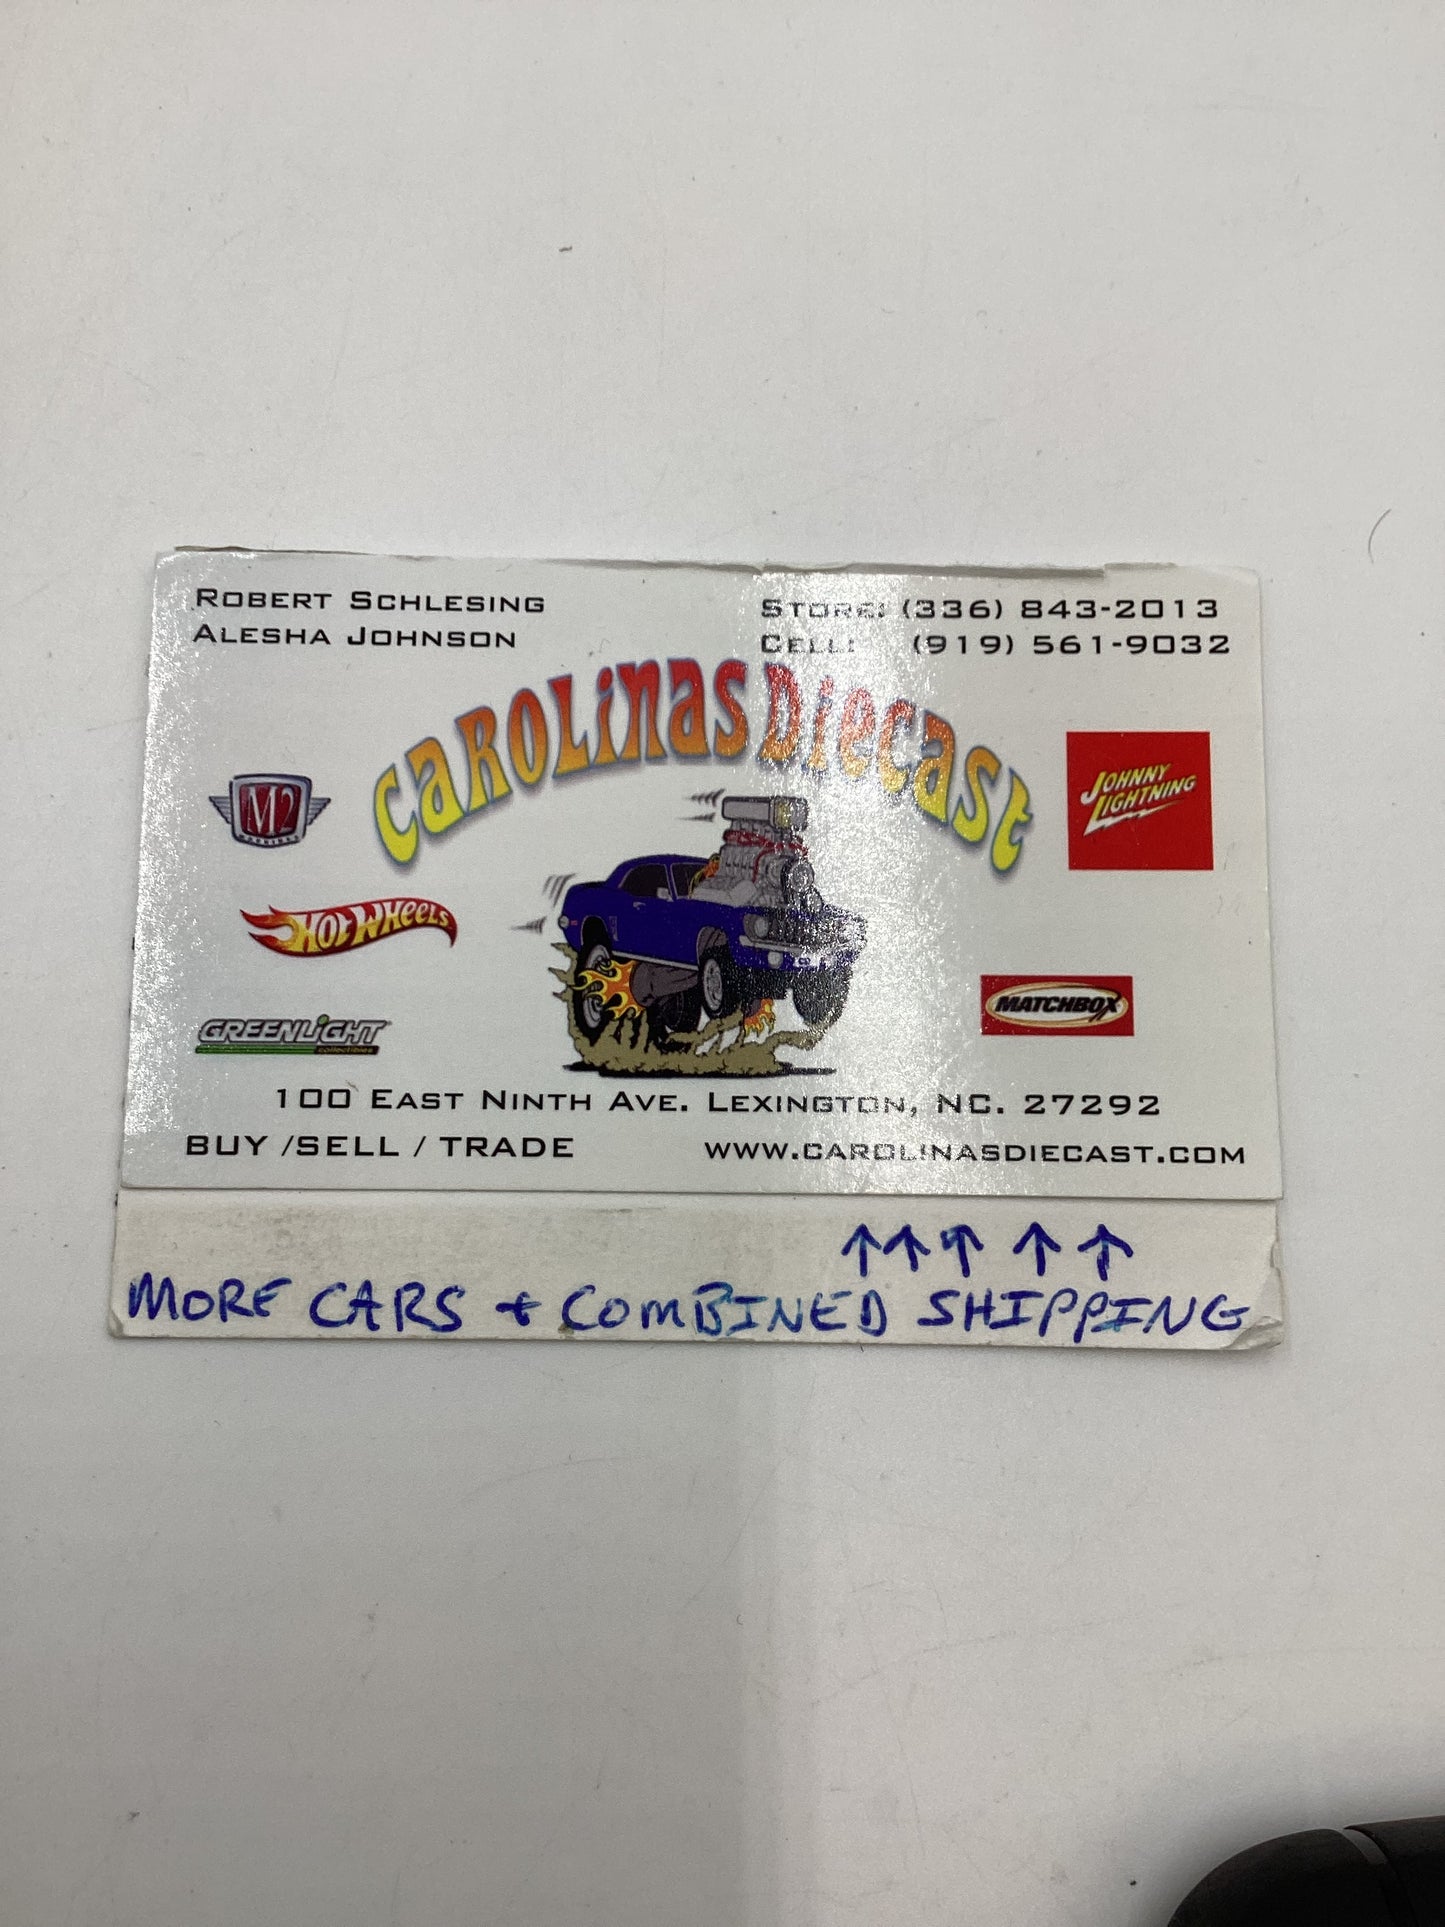 ROBERT SCHLESING
ALESHA JOHNSON
STORE: (336) 843-2013
CELL: (919) 561-9032
CAROLiNAS DiECAST
M2
MACHINES
JOHNNY
LIGHTNING
HOT WHEELS
MATCHBOX
GREENLiGHT
collectibles
100 EAST NINTH AVE. LEXINGTON, NC. 27292
BUY /SELL / TRADE
WWW.CAROLINASDIECAST.COM
↑↑↑↑↑
MORE CARS + COMBINED SHIPPING